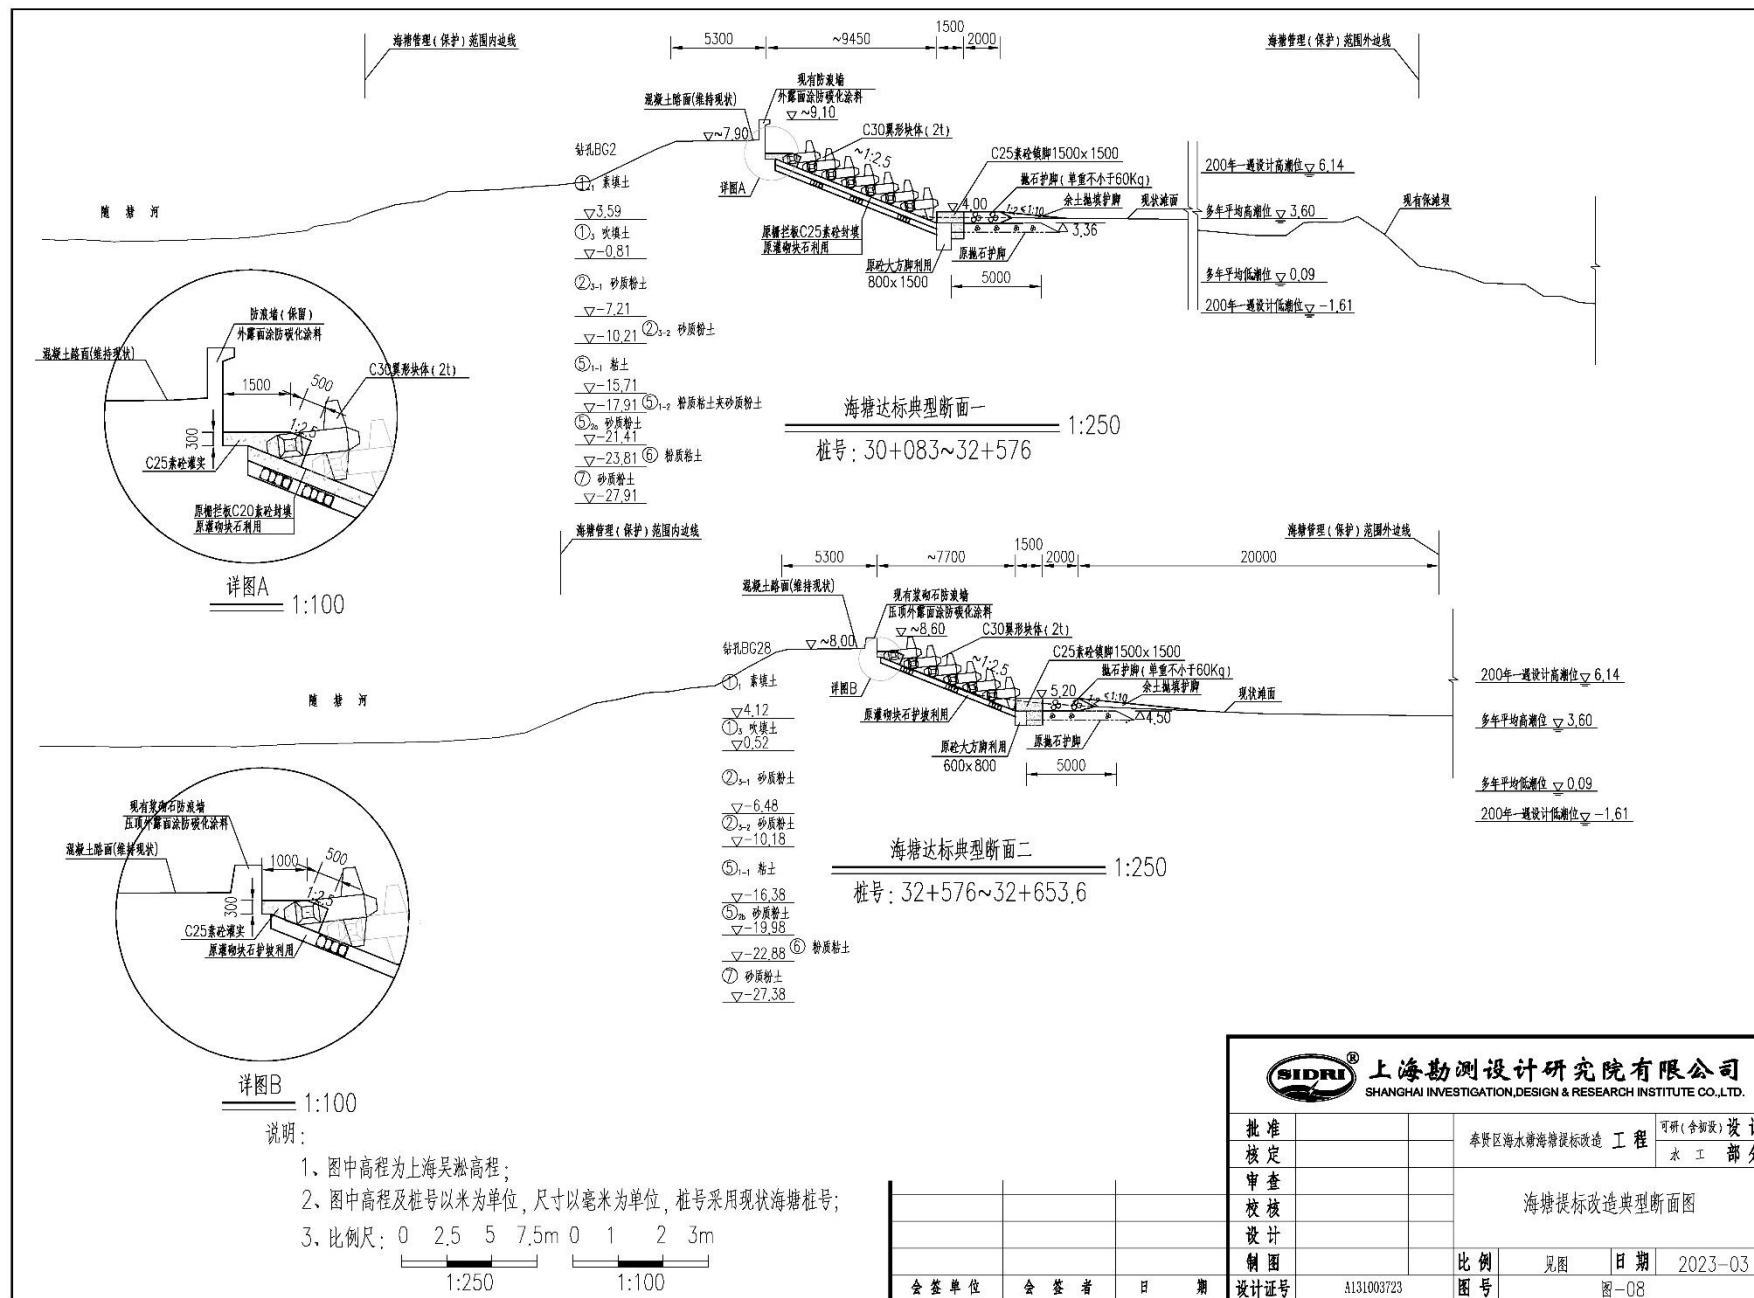 海塘管理(保护)范围内边线
5300
~9450
1500
2000
海塘管理(保护)范围外边线
现有防浪墙
外露面涂防碳化涂料
混凝土路面(维持现状)
▽~9.10
▽~7.90
C30翼形块体(2t)
~1:2.5
C25素砼镇脚1500×1500
抛石护脚(单重不小于60Kg)
余土抛填护脚
现状滩面
钻孔BG2
详图A
▽4.00
1:2
≤1:10
△3.36
原栅栏板C25素砼封填
原灌砌块石利用
原砼大方脚利用
800×1500
原抛石护脚
5000
200年一遇设计高潮位▽6.14
多年平均高潮位▽3.60
多年平均低潮位▽0.09
200年一遇设计低潮位▽-1.61
现有保滩坝
随塘河
①₁ 素填土
▽3.59
①₃ 吹填土
▽-0.81
②₃₋₁ 砂质粉土
▽-7.21
▽-10.21 ②₃₋₂ 砂质粉土
⑤₁₋₁ 粘土
▽-15.71
▽-17.91 ⑤₁₋₂ 粉质粘土夹砂质粉土
砂质粉土
▽-21.41
▽-23.81 ⑥ 粉质粘土
⑦ 砂质粉土
▽-27.91
防浪墙(保留)
外露面涂防碳化涂料
混凝土路面(维持现状)
C30翼形块体(2t)
1500
500
1:2.5
300
C25素砼灌实
原栅栏板C20素砼封填
原灌砌块石利用
详图A 1:100
海塘达标典型断面一 1:250
桩号:30+083~32+576
海塘管理(保护)范围内边线
5300
~7700
1500
2000
20000
海塘管理(保护)范围外边线
混凝土路面(维持现状)
现有浆砌石防浪墙
压顶外露面涂防碳化涂料
▽~8.60
▽~8.00
C30翼形块体(2t)
~1:2.5
C25素砼镇脚1500×1500
抛石护脚(单重不小于60Kg)
余土抛填护脚
现状滩面
钻孔BG28
详图B
▽5.20
≤1:10
△4.50
原灌砌块石护坡利用
原砼大方脚利用
600×800
原抛石护脚
5000
200年一遇设计高潮位▽6.14
多年平均高潮位▽3.60
多年平均低潮位▽0.09
200年一遇设计低潮位▽-1.61
随塘河
①₁ 素填土
▽4.12
①₃ 吹填土
▽0.52
②₃₋₁ 砂质粉土
▽-6.48
②₃₋₂ 砂质粉土
▽-10.18
⑤₁₋₁ 粘土
▽-16.38
砂质粉土
▽-19.98
▽-22.88 ⑥ 粉质粘土
⑦ 砂质粉土
▽-27.38
现有浆砌石防浪墙
压顶外露面涂防碳化涂料
混凝土路面(维持现状)
1000
500
1:2.5
300
C25素砼灌实
原灌砌块石护坡利用
详图B 1:100
海塘达标典型断面二 1:250
桩号:32+576~32+653.6
说明:
1、图中高程为上海吴淞高程;
2、图中高程及桩号以米为单位,尺寸以毫米为单位,桩号采用现状海塘桩号;
3、比例尺:0 2.5 5 7.5m 0 1 2 3m
1:250 1:100
SIDRI® 上海勘测设计研究院有限公司
SHANGHAI INVESTIGATION,DESIGN & RESEARCH INSTITUTE CO.,LTD.
批准
核定
审查
校核
设计
制图
设计证号 A131003723
奉贤区海水塘海塘提标改造 工程
可研(含初设) 设计
水工 部分
海塘提标改造典型断面图
比例 见图 日期 2023-03
图号 图-08
会签单位 会签者 日期